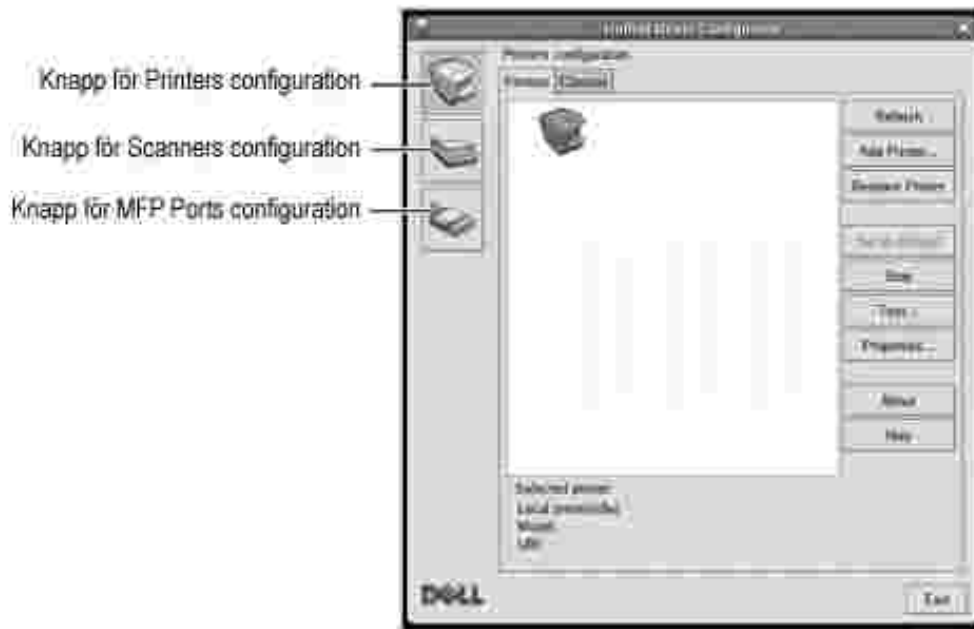 Knapp för Printers configuration
Knapp för Scanners configuration
Knapp för MFP Ports configuration
Printers configuration
Classes
Refresh
Add Printer...
Remove Printer
Stop
Properties...
About
Help
Selected printer:
Model:
URI:
DELL
Exit